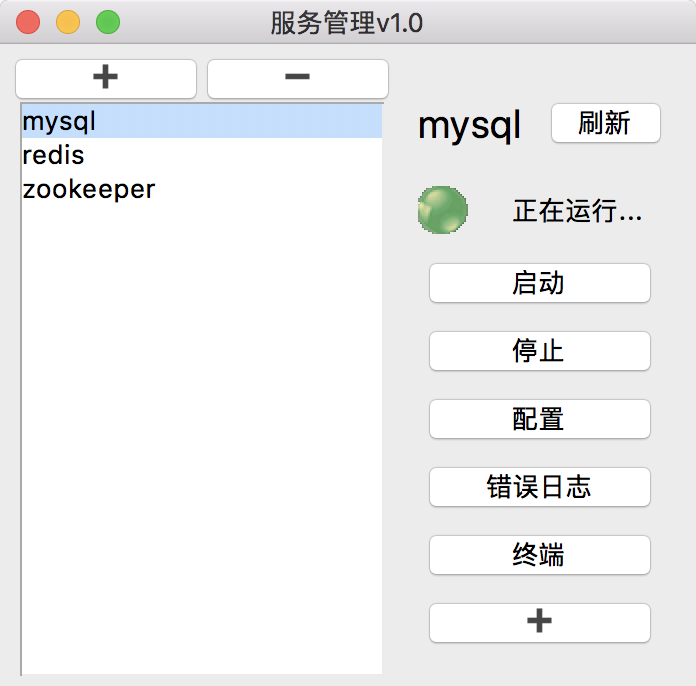 服务管理v1.0
mysql
redis
zookeeper
mysql
刷新
正在运行...
启动
停止
配置
错误日志
终端